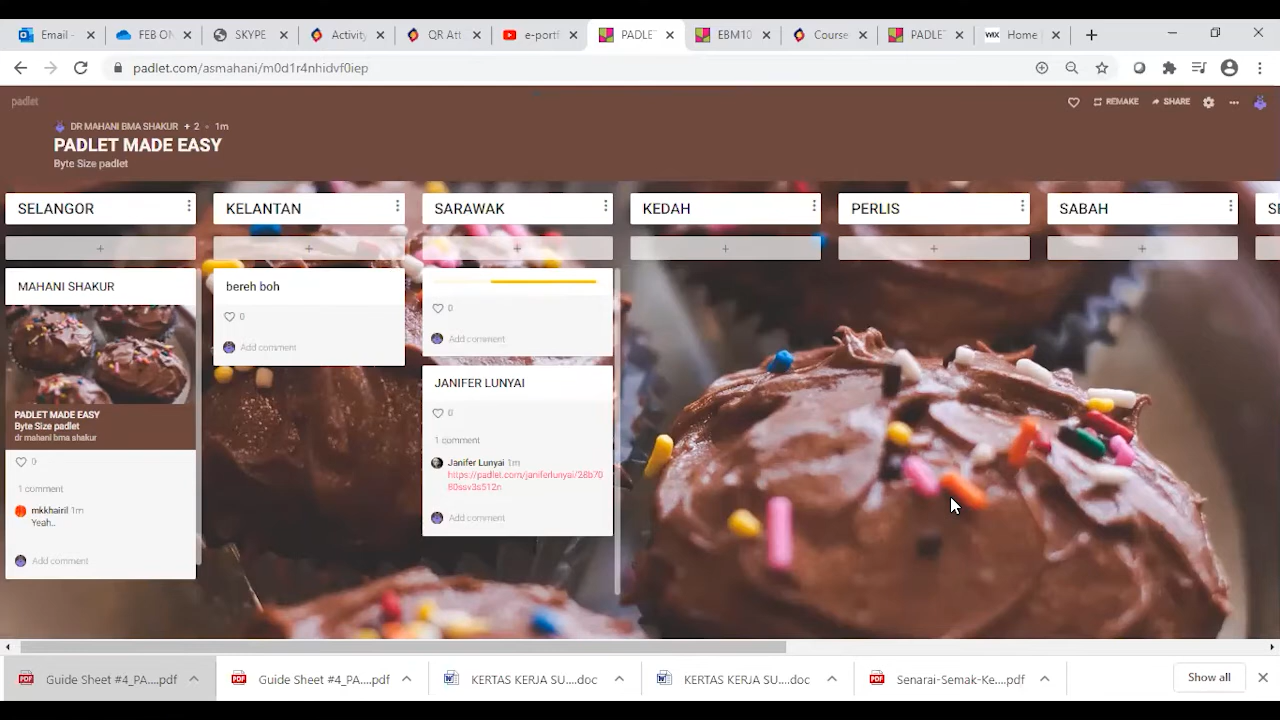 Email -
FEB ON
SKYPE
Activity
QR Att
e-portf
PADLE
EBM10
Course
PADLET
WIX Home
padlet.com/asmahani/m0d1r4nhidvf0iep
padlet
REMAKE
SHARE
DR MAHANI BMA SHAKUR + 2 • 1m
PADLET MADE EASY
Byte Size padlet
SELANGOR
KELANTAN
SARAWAK
KEDAH
PERLIS
SABAH
SE
MAHANI SHAKUR
PADLET MADE EASY
Byte Size padlet
dr mahani bma shakur
0
1 comment
mkkhairil 1m
Yeah..
Add comment
bereh boh
0
Add comment
0
Add comment
JANIFER LUNYAI
0
1 comment
Janifer Lunyai 1m
https://padlet.com/janiferlunyai/26b70
80ssv3s512n
Add comment
Guide Sheet #4_PA....pdf
Guide Sheet #4_PA....pdf
KERTAS KERJA SU....doc
KERTAS KERJA SU....doc
Senarai-Semak-Ke....pdf
Show all